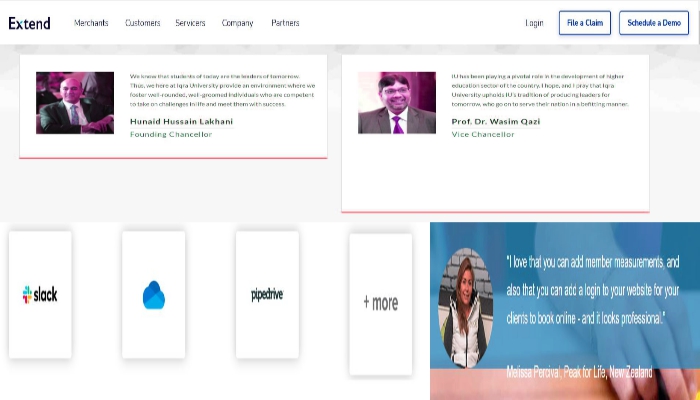 Extend
Merchants Customers Servicers Company Partners
Login File a Claim Schedule a Demo
We know that students of today are the leaders of tomorrow.
Thus, we here at Iqra University provide an environment where we
foster well-rounded, well-groomed individuals who are competent
to take on challenges in life and meet them with success.
Hunaid Hussain Lakhani
Founding Chancellor
IU has been playing a pivotal role in the development of higher
education sector of the country. I hope, and I pray that Iqra
University upholds IU's tradition of producing leaders for
tomorrow, who go on to serve their nation in a befitting manner.
Prof. Dr. Wasim Qazi
Vice Chancellor
slack
pipedrive
+ more
"I love that you can add member measurements, and
also that you can add a login to your website for your
clients to book online - and it looks professional."
Melissa Percival, Peak for Life, New Zealand